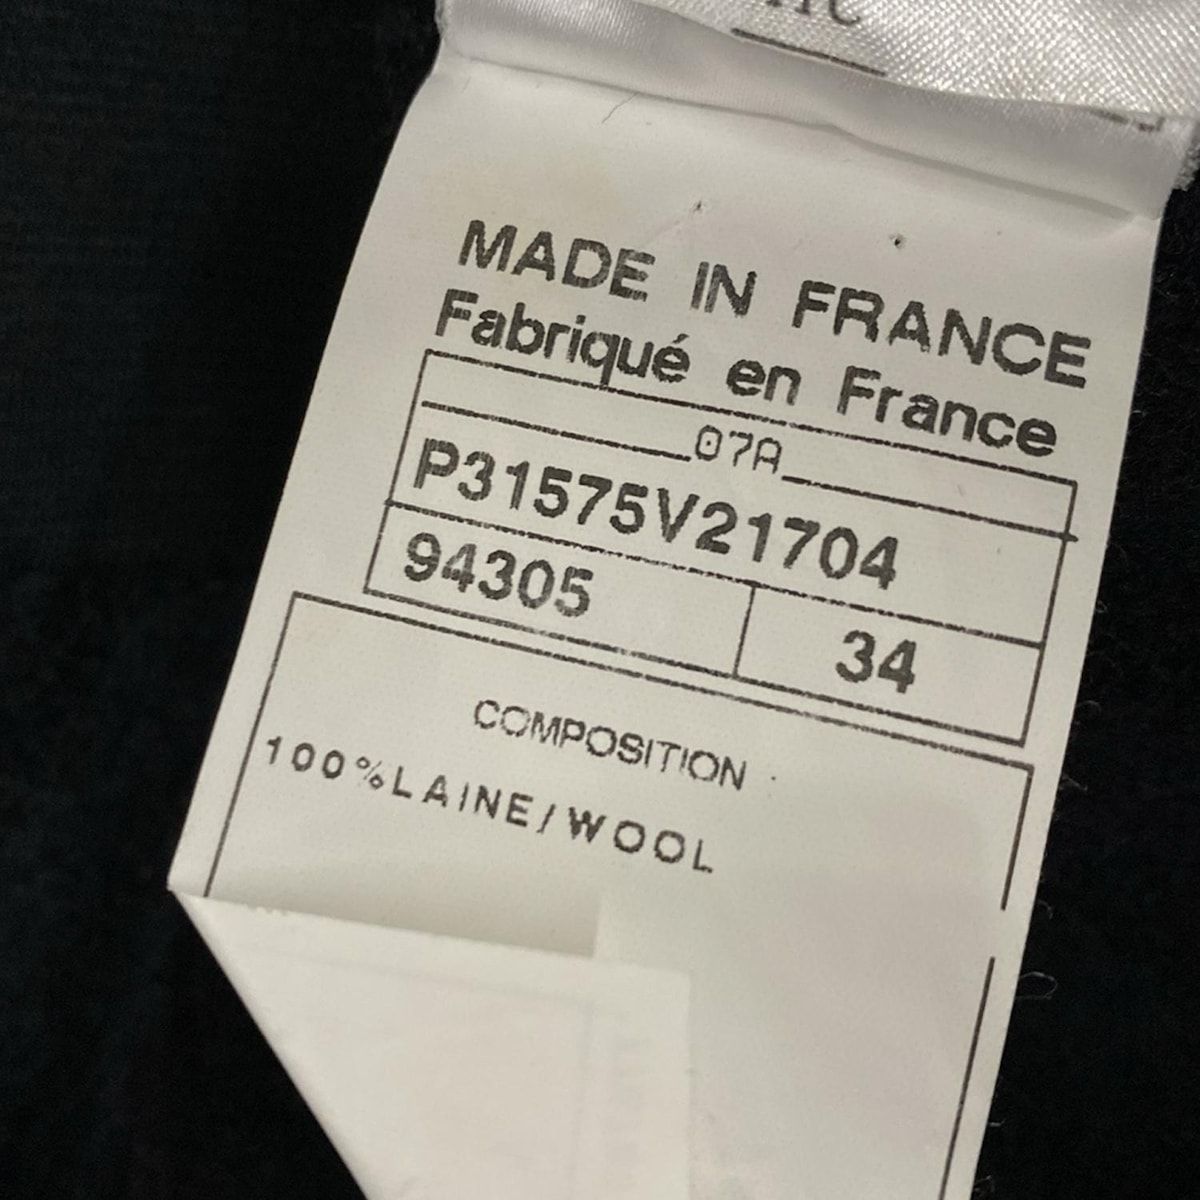 MADE IN FRANCE
Fabriqué en France
07A
P31575V21704
94305
34
COMPOSITION
100%LAINE/WOOL